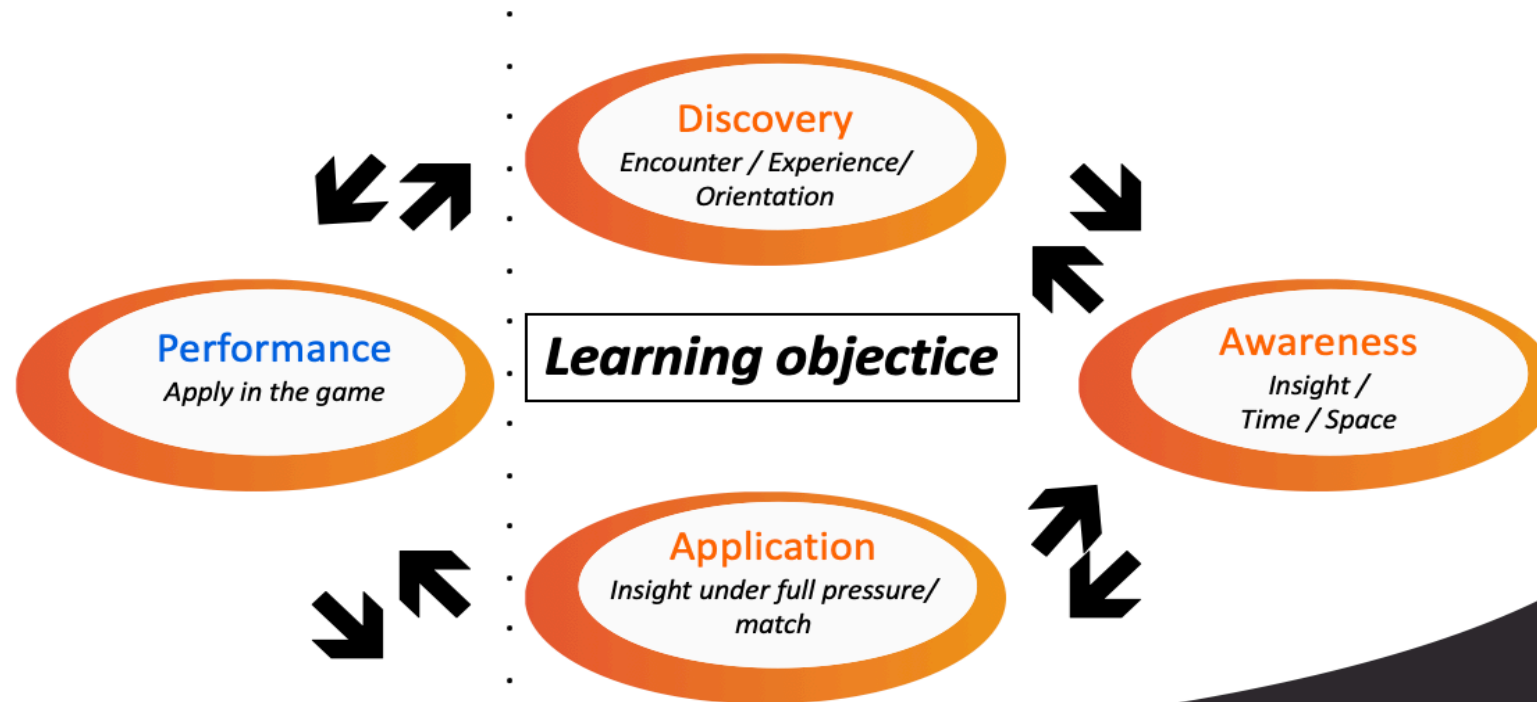 Discovery
Encounter / Experience/
Orientation
Performance
Apply in the game
Learning objectice
Awareness
Insight /
Time / Space
Application
Insight under full pressure/
match